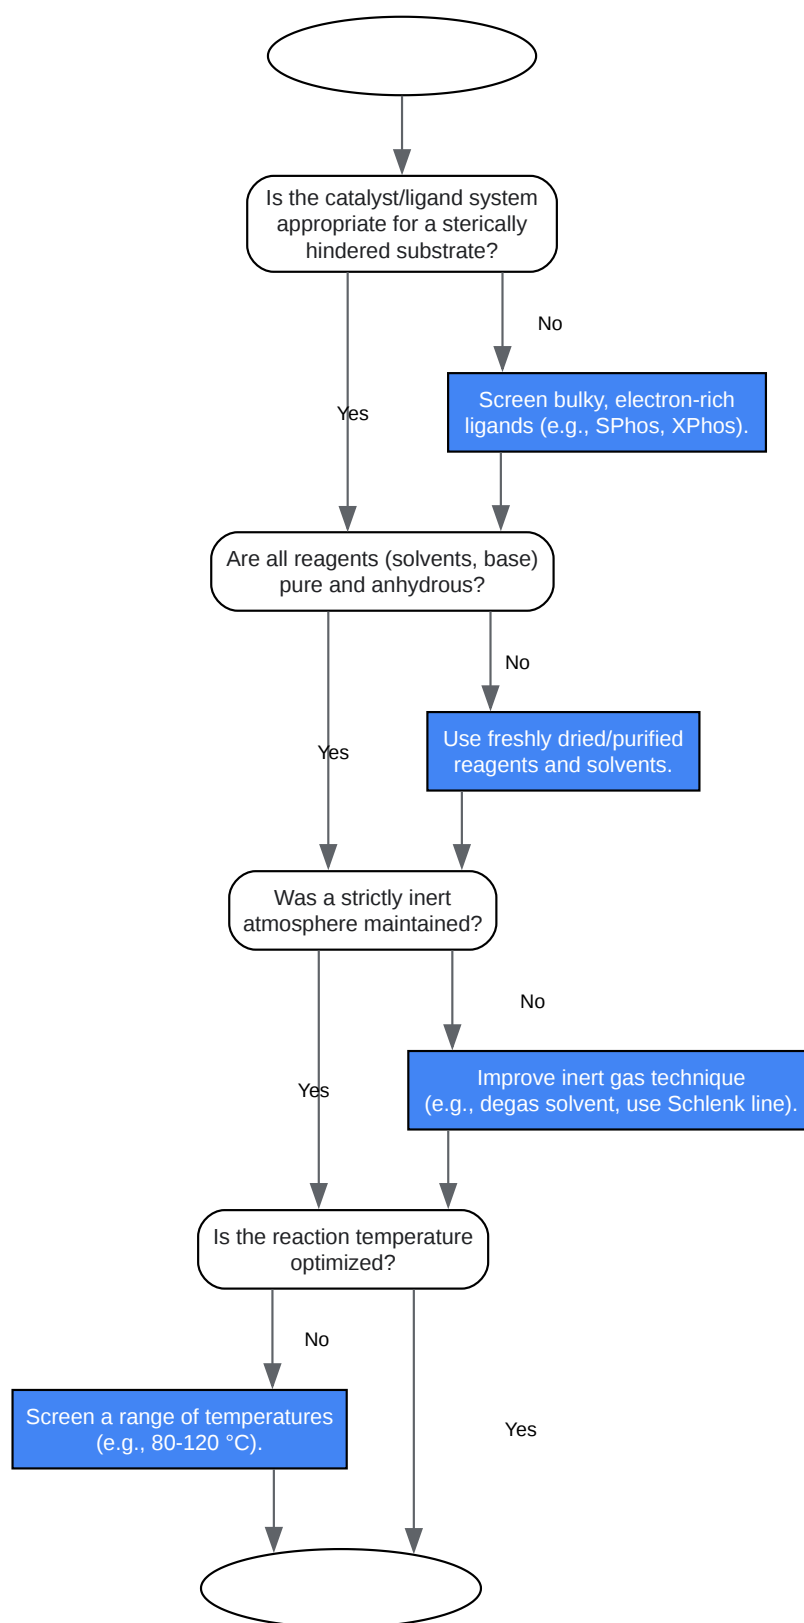 Is the catalyst/ligand system
appropriate for a sterically
hindered substrate?
No
Screen bulky, electron-rich
ligands (e.g., SPhos, XPhos).
Yes
Are all reagents (solvents, base)
pure and anhydrous?
No
Use freshly dried/purified
reagents and solvents.
Yes
Was a strictly inert
atmosphere maintained?
No
Improve inert gas technique
(e.g., degas solvent, use Schlenk line).
Yes
Is the reaction temperature
optimized?
No
Screen a range of temperatures
(e.g., 80-120 °C).
Yes